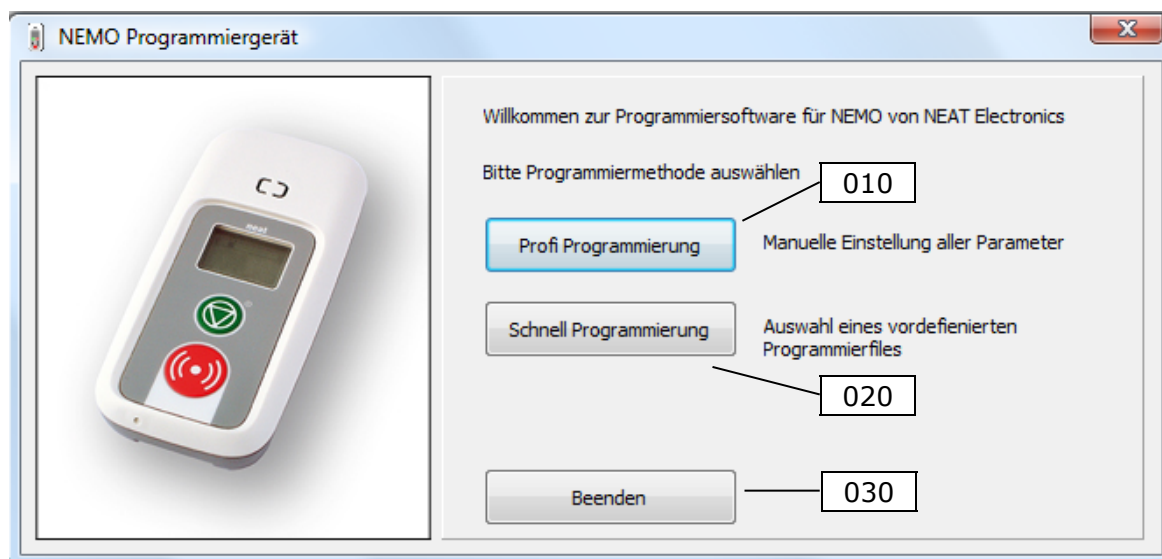 NEMO Programmiergerät
Willkommen zur Programmiersoftware für NEMO von NEAT Electronics
Bitte Programmiermethode auswählen
010
Profi Programmierung
Manuelle Einstellung aller Parameter
Schnell Programmierung
Auswahl eines vordefienierten
Programmierfiles
020
Beenden
030
neat